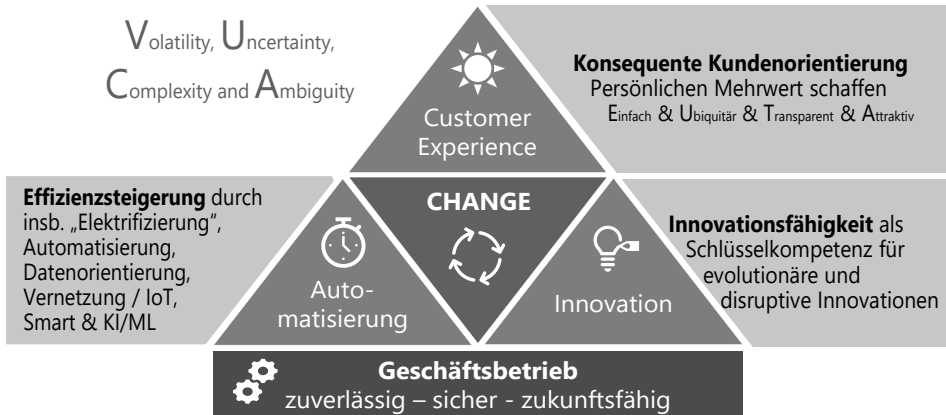 Volatility, Uncertainty,
Complexity and Ambiguity
Customer
Experience
Konsequente Kundenorientierung
Persönlichen Mehrwert schaffen
Einfach & Ubiquitär & Transparent & Attraktiv
Effizienzsteigerung durch
insb. „Elektrifizierung“,
Automatisierung,
Datenorientierung,
Vernetzung / IoT,
Smart & KI/ML
Auto-
matisierung
CHANGE
Innovation
Innovationsfähigkeit als
Schlüsselkompetenz für
evolutionäre und
disruptive Innovationen
Geschäftsbetrieb
zuverlässig – sicher - zukunftsfähig